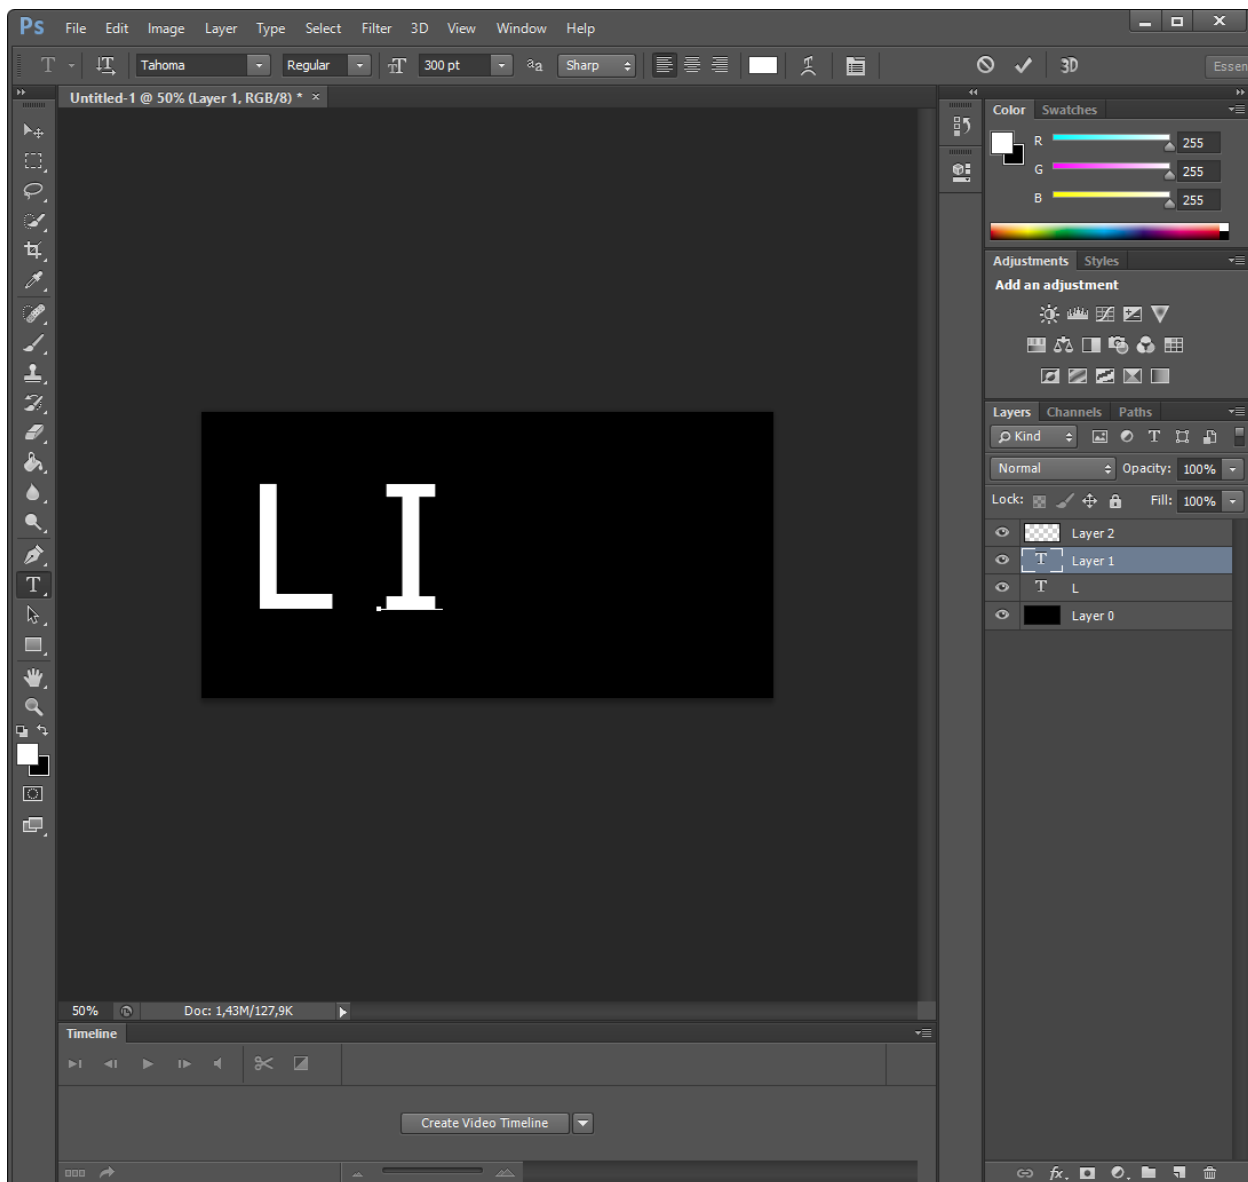 Ps File Edit Image Layer Type Select Filter 3D View Window Help
T Tahoma Regular 300 pt aa Sharp 3D Essen
Untitled-1 @ 50% (Layer 1, RGB/8) * ×
Color Swatches
R 255
G 255
B 255
Adjustments Styles
Add an adjustment
Layers Channels Paths
Kind T
Normal Opacity: 100%
Lock: Fill: 100%
Layer 2
T Layer 1
T L
Layer 0
L I
T
50% Doc: 1,43M/127,9K
Timeline
Create Video Timeline
fx